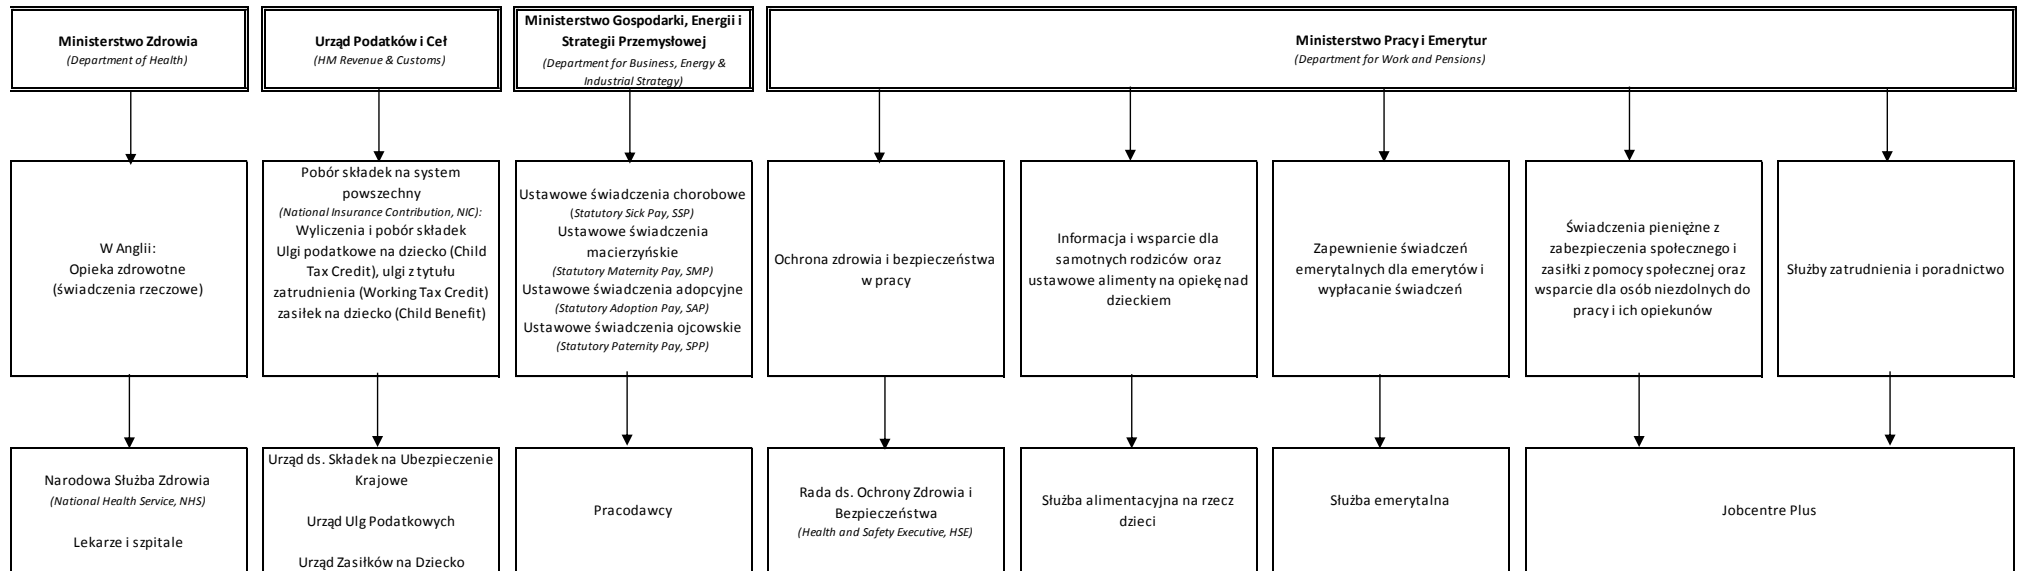 Ministerstwo Zdrowia
(Department of Health)
Urząd Podatków i Ceł
(HM Revenue & Customs)
Ministerstwo Gospodarki, Energii i
Strategii Przemysłowej
(Department for Business, Energy &
Industrial Strategy)
Ministerstwo Pracy i Emerytur
(Department for Work and Pensions)
W Anglii:
Opieka zdrowotne
(świadczenia rzeczowe)
Pobór składek na system
powszechny
(National Insurance Contribution, NIC):
Wyliczenia i pobór składek
Ulgi podatkowe na dziecko (Child
Tax Credit), ulgi z tytułu
zatrudnienia (Working Tax Credit)
zasiłek na dziecko (Child Benefit)
Ustawowe świadczenia chorobowe
(Statutory Sick Pay, SSP)
Ustawowe świadczenia
macierzyńskie
(Statutory Maternity Pay, SMP)
Ustawowe świadczenia adopcyjne
(Statutory Adoption Pay, SAP)
Ustawowe świadczenia ojcowskie
(Statutory Paternity Pay, SPP)
Ochrona zdrowia i bezpieczeństwa
w pracy
Informacja i wsparcie dla
samotnych rodziców oraz
ustawowe alimenty na opiekę nad
dzieckiem
Zapewnienie świadczeń
emerytalnych dla emerytów i
wypłacanie świadczeń
Świadczenia pieniężne z
zabezpieczenia społecznego i
zasiłki z pomocy społecznej oraz
wsparcie dla osób niezdolnych do
pracy i ich opiekunów
Służby zatrudnienia i poradnictwo
Narodowa Służba Zdrowia
(National Health Service, NHS)
Lekarze i szpitale
Urząd ds. Składek na Ubezpieczenie
Krajowe
Urząd Ulg Podatkowych
Urząd Zasiłków na Dziecko
Pracodawcy
Rada ds. Ochrony Zdrowia i
Bezpieczeństwa
(Health and Safety Executive, HSE)
Służba alimentacyjna na rzecz
dzieci
Służba emerytalna
Jobcentre Plus